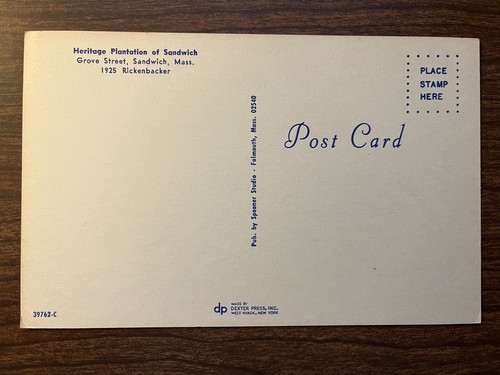 Heritage Plantation of Sandwich
Grove Street, Sandwich, Mass.
1925 Rickenbacker
PLACE
STAMP
HERE
Post Card
Pub. by Spooner Studio - Falmouth, Mass. 02540
39762-C
dp
MADE BY
DEXTER PRESS, INC.
WEST NYACK, NEW YORK